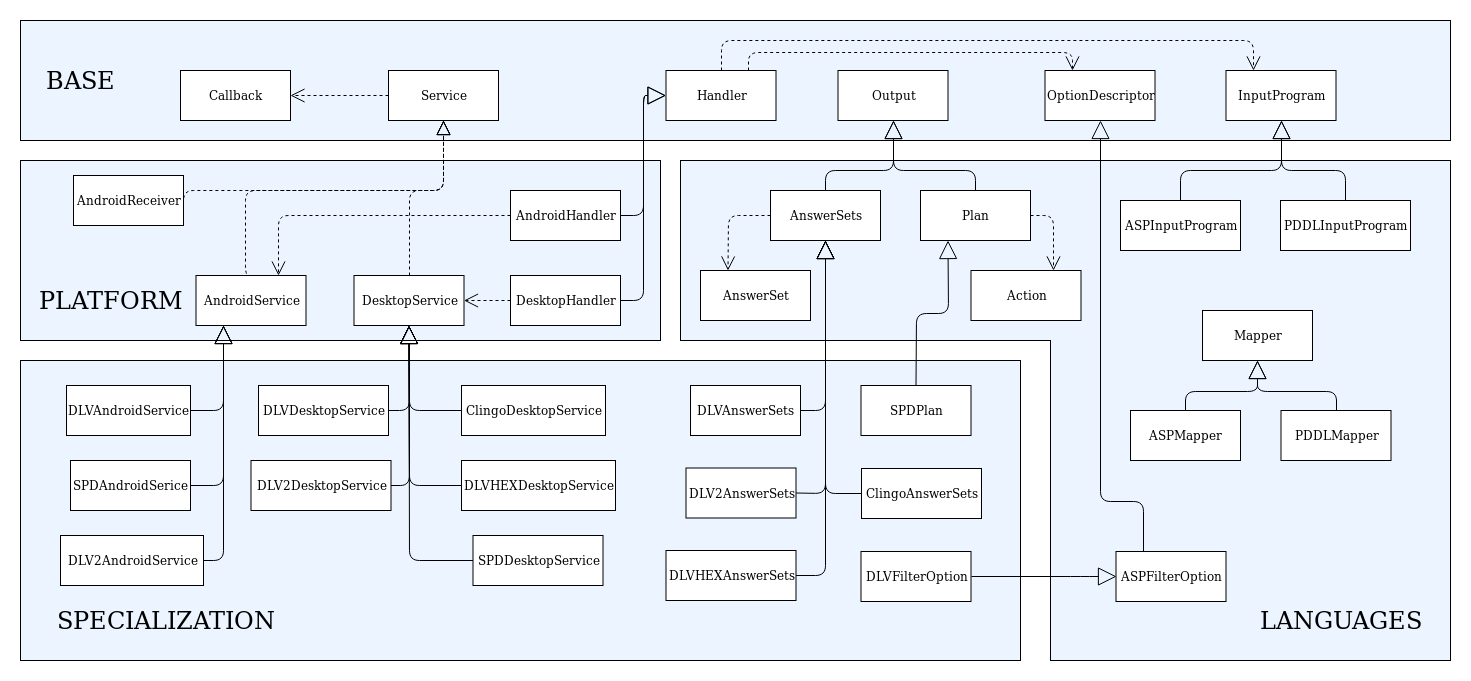 BASE
Callback
Service
Handler
Output
OptionDescriptor
InputProgram
AndroidReceiver
AndroidHandler
PLATFORM
AndroidService
DesktopService
DesktopHandler
AnswerSets
Plan
ASPInputProgram
PDDLInputProgram
AnswerSet
Action
Mapper
ASPMapper
PDDLMapper
ASPFilterOption
LANGUAGES
DLVAndroidService
DLVDesktopService
ClingoDesktopService
DLVAnswerSets
SPDPlan
SPDAndroidSerice
DLV2DesktopService
DLVHEXDesktopService
DLV2AnswerSets
ClingoAnswerSets
DLV2AndroidService
SPDDesktopService
DLVHEXAnswerSets
DLVFilterOption
SPECIALIZATION